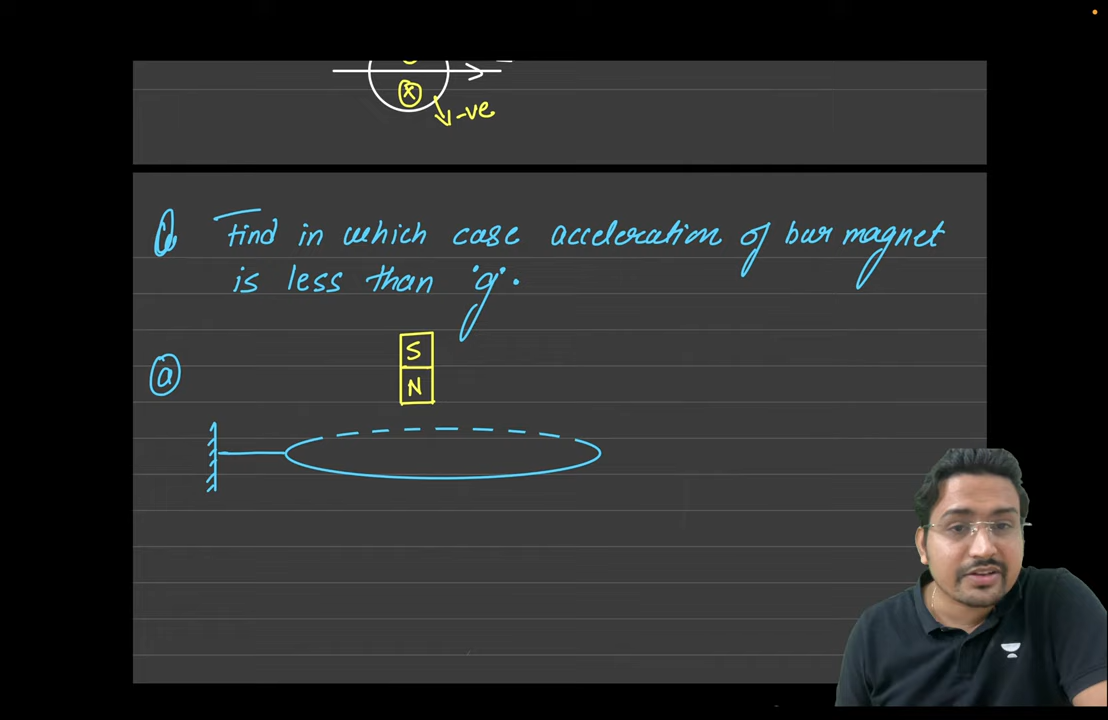 x
-ve
Q Find in which case acceleration of bar magnet
is less than 'g'.
S
a
N